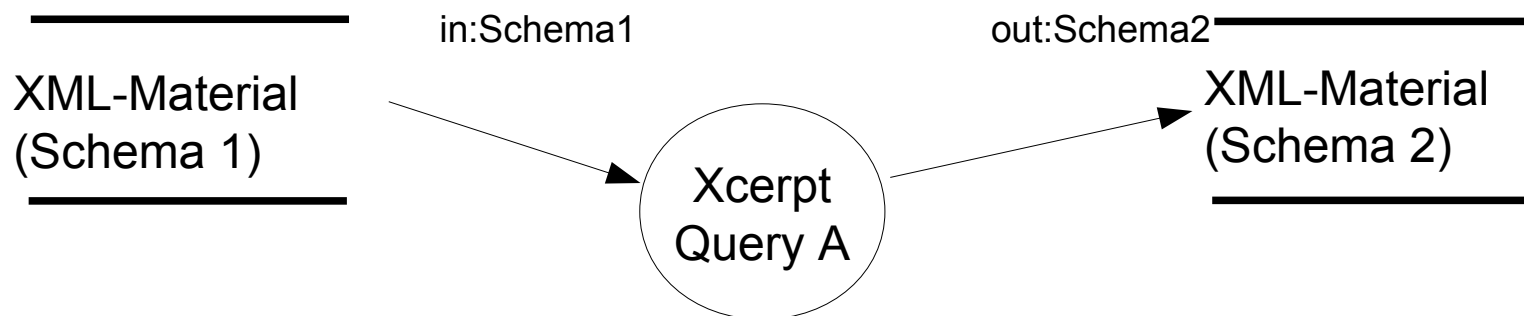 in:Schema1
out:Schema2
XML-Material
(Schema 1)
Xcerpt
Query A
XML-Material
(Schema 2)